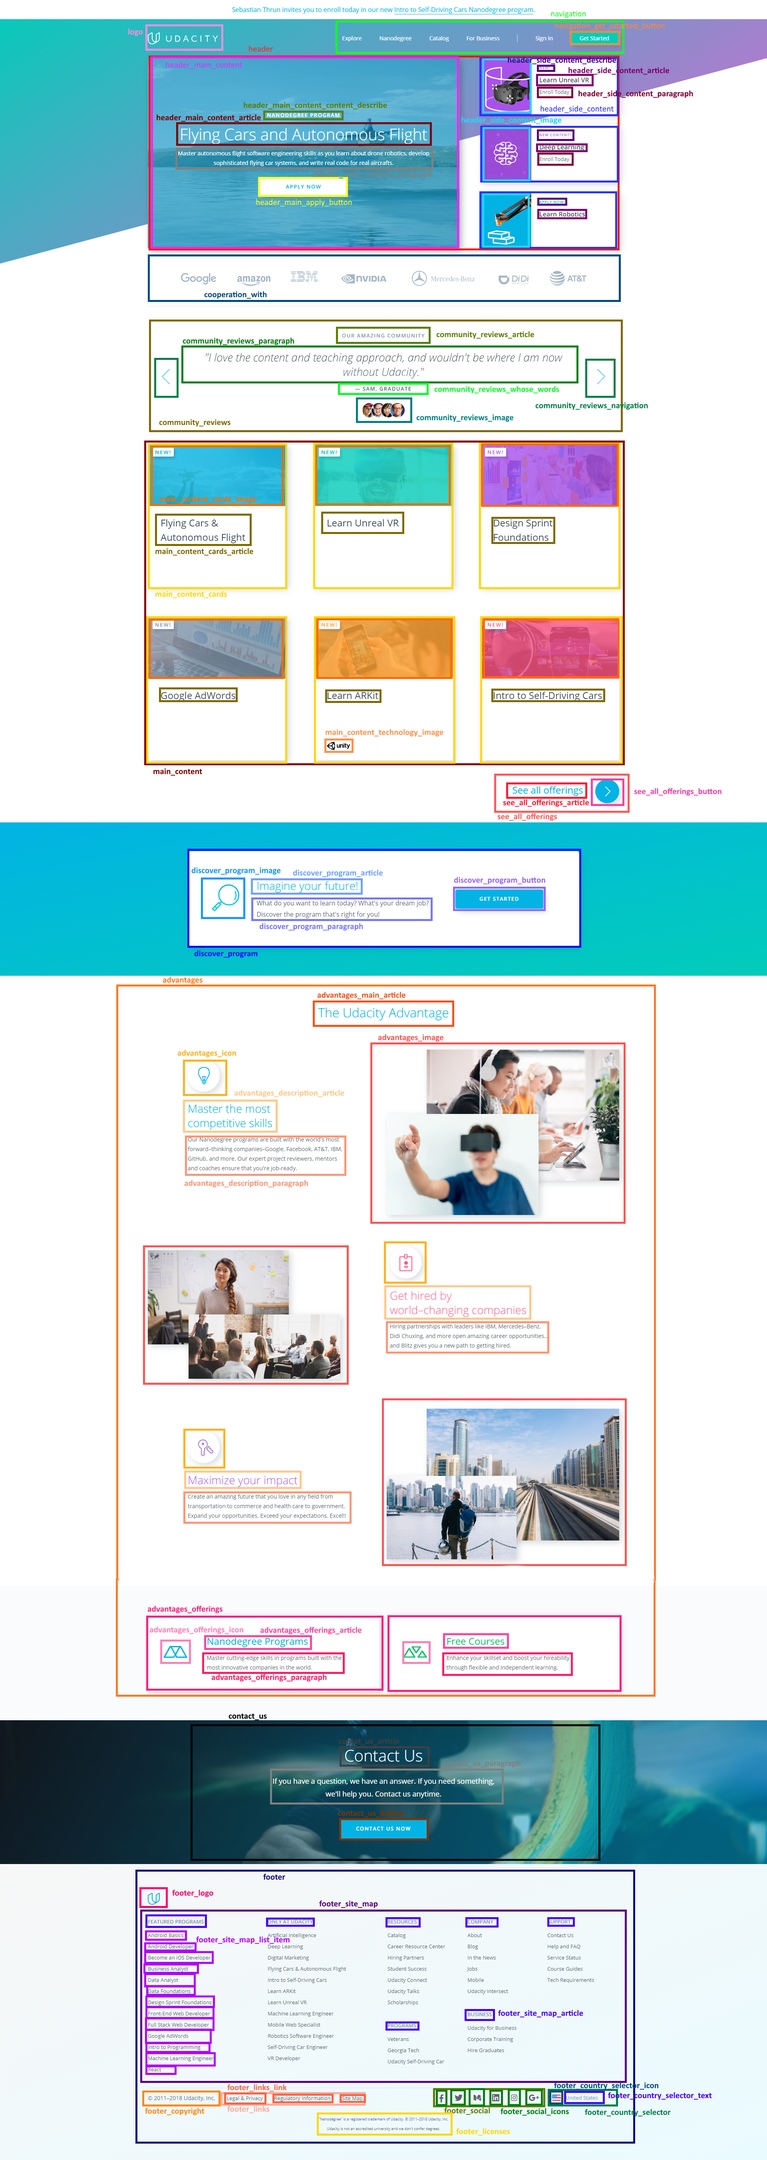 Sebastian Thrun invites you to enroll today in our new Intro to Self-Driving Cars Nanodegree program.
navigation
navigation_get_started_button
logo
UDACITY
Explore Nanodegree Catalog For Business Sign In Get Started
header
header_main_content
header_side_content_describe
header_side_content_article
Learn Unreal VR
Enroll Today
header_side_content_paragraph
header_side_content
header_main_content_content_describe
header_main_content_article
NANODEGREE PROGRAM
header_side_content_image
Flying Cars and Autonomous Flight
NEW CONTENT!
Deep Learning
Enroll Today
Master autonomous flight software engineering skills as you learn about drone robotics, develop
sophisticated flying car systems, and write real code for real aircrafts.
APPLY NOW
header_main_apply_button
Learn Robotics
Google amazon IBM NVIDIA Mercedes-Benz DiDi AT&T
cooperation_with
OUR AMAZING COMMUNITY
community_reviews_article
community_reviews_paragraph
"I love the content and teaching approach, and wouldn't be where I am now
without Udacity."
— SAM, GRADUATE
community_reviews_whose_words
community_reviews_navigation
community_reviews_image
community_reviews
NEW! NEW! NEW!
main_content_cards_image
Flying Cars &
Autonomous Flight
Learn Unreal VR
Design Sprint
Foundations
main_content_cards_article
main_content_cards
NEW! NEW! NEW!
Google AdWords
Learn ARKit
Intro to Self-Driving Cars
main_content_technology_image
unity
main_content
See all offerings
see_all_offerings_button
see_all_offerings_article
see_all_offerings
discover_program_image
discover_program_article
discover_program_button
Imagine your future!
What do you want to learn today? What's your dream job?
Discover the program that's right for you!
GET STARTED
discover_program_paragraph
discover_program
advantages
advantages_main_article
The Udacity Advantage
advantages_image
advantages_icon
advantages_description_article
Master the most
competitive skills
Our Nanodegree programs are built with the world's most
forward–thinking companies–Google, Facebook, AT&T, IBM,
GitHub, and more. Our expert project reviewers, mentors
and coaches ensure that you're job-ready.
advantages_description_paragraph
Get hired by
world–changing companies
Hiring partnerships with leaders like IBM, Mercedes–Benz,
Didi Chuxing, and more open amazing career opportunities...
and Blitz gives you a new path to getting hired.
Maximize your impact
Create an amazing future that you love in any field from
transportation to commerce and health care to government.
Expand your opportunities. Exceed your expectations. Excel!
advantages_offerings
advantages_offerings_icon
advantages_offerings_article
Nanodegree Programs
Master cutting-edge skills in programs built with the
most innovative companies in the world.
advantages_offerings_paragraph
Free Courses
Enhance your skillset and boost your hireability
through flexible and independent learning.
contact_us
Contact Us
If you have a question, we have an answer. If you need something,
we'll help you. Contact us anytime.
CONTACT US NOW
footer
footer_logo
footer_site_map
FEATURED PROGRAMS
Android Basics
Android Developer
Become an iOS Developer
Business Analyst
Data Analyst
Data Foundations
Design Sprint Foundations
Front-End Web Developer
Full Stack Web Developer
Google AdWords
Intro to Programming
Machine Learning Engineer
React
footer_site_map_list_item
ONLY AT UDACITY
Artificial Intelligence
Deep Learning
Digital Marketing
Flying Cars & Autonomous Flight
Intro to Self-Driving Cars
Learn ARKit
Learn Unreal VR
Machine Learning Engineer
Mobile Web Specialist
Robotics Software Engineer
Self-Driving Car Engineer
VR Developer
RESOURCES
Catalog
Career Resource Center
Hiring Partners
Student Success
Udacity Connect
Udacity Talks
Scholarships
PROGRAMS
Veterans
Georgia Tech
Udacity Self-Driving Car
COMPANY
About
Blog
In the News
Jobs
Mobile
Udacity Intersect
BUSINESS
footer_site_map_article
Udacity for Business
Corporate Training
Hire Graduates
SUPPORT
Contact Us
Help and FAQ
Service Status
Course Guides
Tech Requirements
footer_links_link
footer_country_selector_icon
© 2011–2018 Udacity, Inc.
Legal & Privacy
Regulatory Information
Site Map
United States
footer_country_selector_text
footer_copyright
footer_links
footer_social
footer_social_icons
footer_country_selector
"Nanodegree" is a registered trademark of Udacity. © 2011–2018 Udacity, Inc.
Udacity is not an accredited university and we don't confer degrees.
footer_licenses